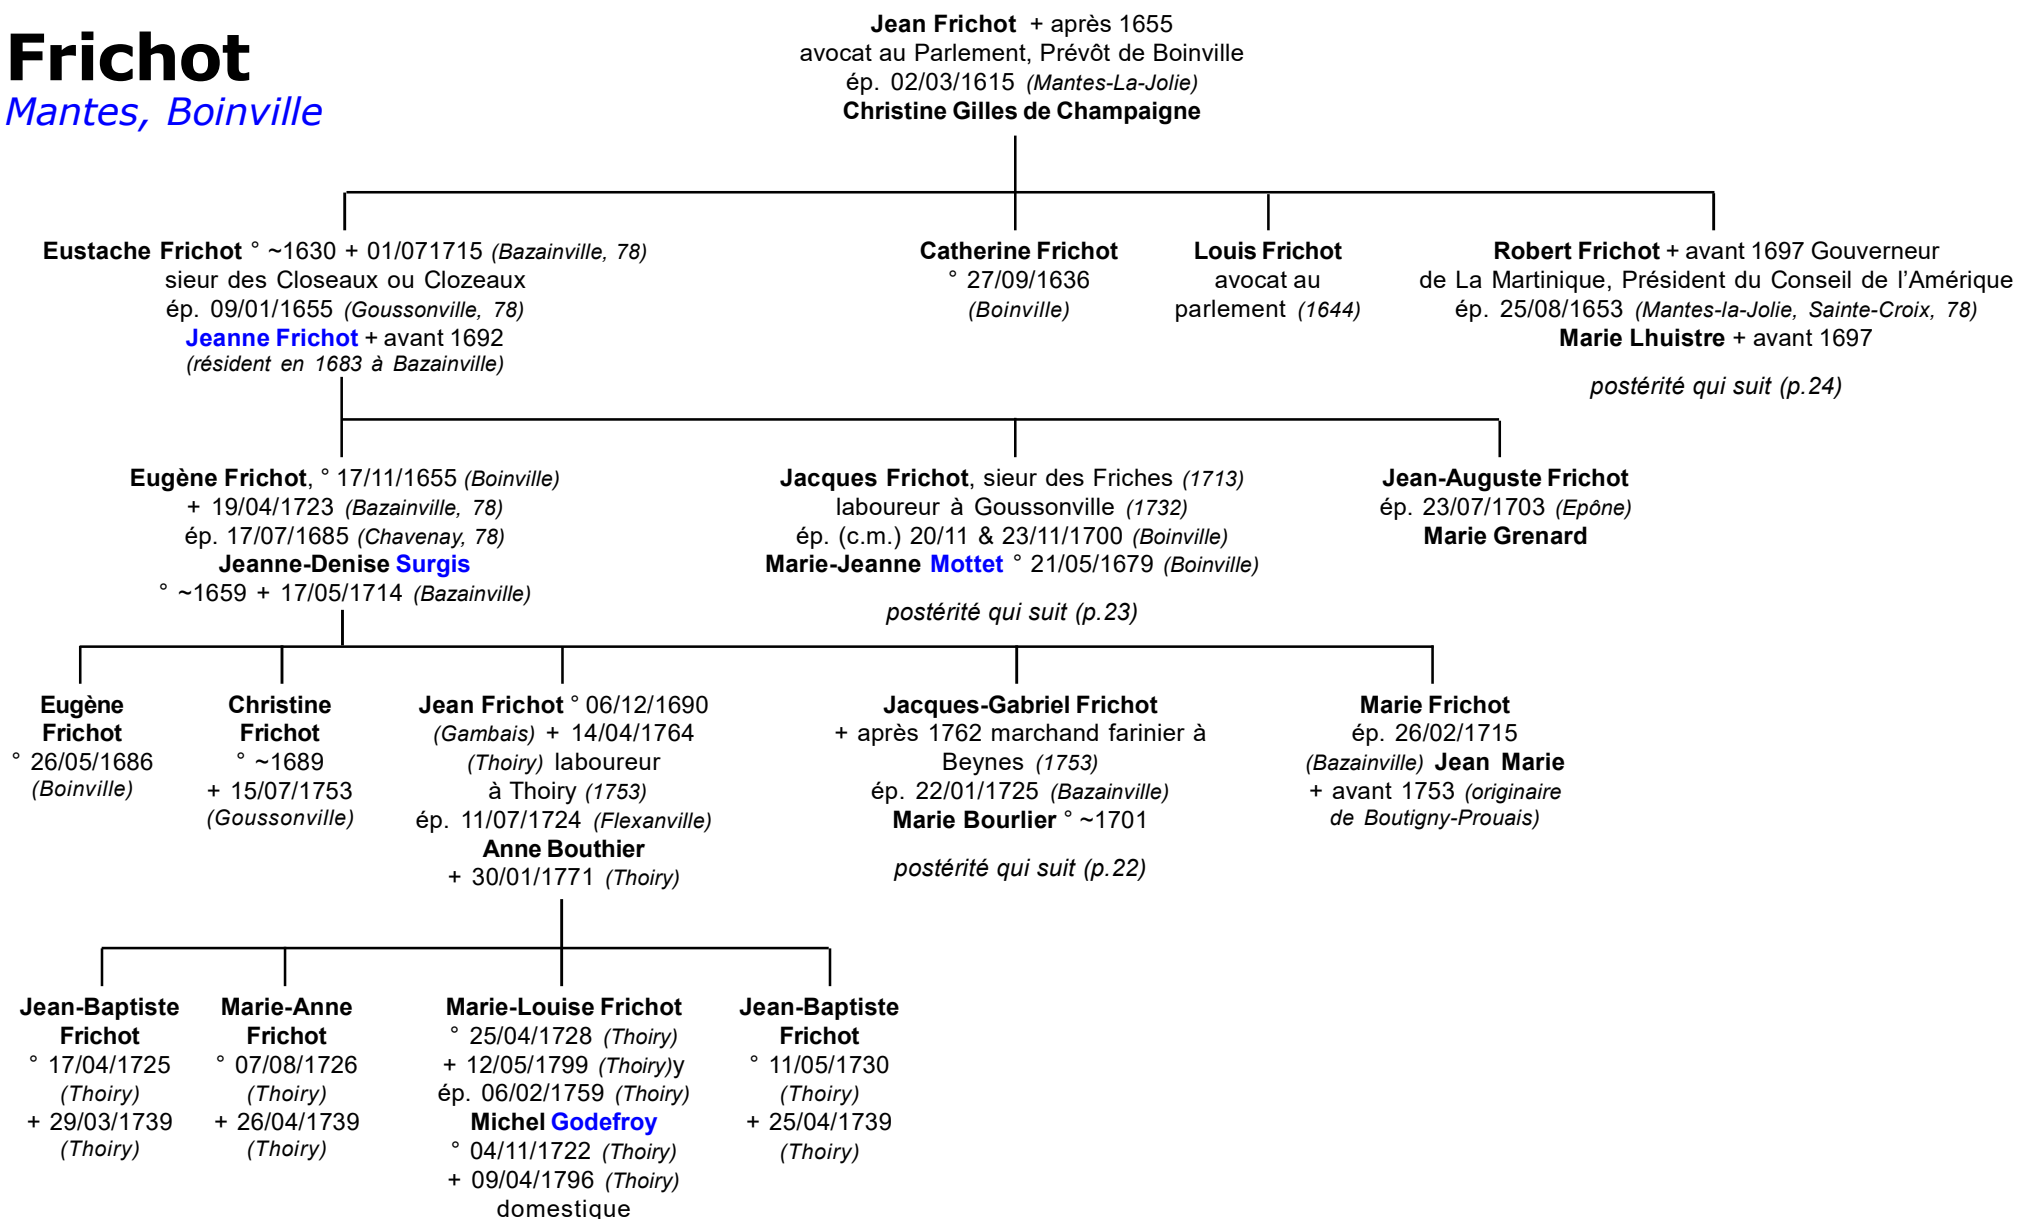 Frichot
Mantes, Boinville
Jean Frichot + après 1655
avocat au Parlement, Prévôt de Boinville
ép. 02/03/1615 (Mantes-La-Jolie)
Christine Gilles de Champaigne
Eustache Frichot ° ~1630 + 01/071715 (Bazainville, 78)
sieur des Closeaux ou Clozeaux
ép. 09/01/1655 (Goussonville, 78)
Jeanne Frichot + avant 1692
(résident en 1683 à Bazainville)
Catherine Frichot
° 27/09/1636
(Boinville)
Louis Frichot
avocat au
parlement (1644)
Robert Frichot + avant 1697 Gouverneur
de La Martinique, Président du Conseil de l'Amérique
ép. 25/08/1653 (Mantes-la-Jolie, Sainte-Croix, 78)
Marie Lhuistre + avant 1697
postérité qui suit (p.24)
Eugène Frichot, ° 17/11/1655 (Boinville)
+ 19/04/1723 (Bazainville, 78)
ép. 17/07/1685 (Chavenay, 78)
Jeanne-Denise Surgis
° ~1659 + 17/05/1714 (Bazainville)
Jacques Frichot, sieur des Friches (1713)
laboureur à Goussonville (1732)
ép. (c.m.) 20/11 & 23/11/1700 (Boinville)
Marie-Jeanne Mottet ° 21/05/1679 (Boinville)
postérité qui suit (p.23)
Jean-Auguste Frichot
ép. 23/07/1703 (Epône)
Marie Grenard
Eugène
Frichot
° 26/05/1686
(Boinville)
Christine
Frichot
° ~1689
+ 15/07/1753
(Goussonville)
Jean Frichot ° 06/12/1690
(Gambais) + 14/04/1764
(Thoiry) laboureur
à Thoiry (1753)
ép. 11/07/1724 (Flexanville)
Anne Bouthier
+ 30/01/1771 (Thoiry)
Jacques-Gabriel Frichot
+ après 1762 marchand farinier à
Beynes (1753)
ép. 22/01/1725 (Bazainville)
Marie Bourlier ° ~1701
postérité qui suit (p.22)
Marie Frichot
ép. 26/02/1715
(Bazainville) Jean Marie
+ avant 1753 (originaire
de Boutigny-Prouais)
Jean-Baptiste
Frichot
° 17/04/1725
(Thoiry)
+ 29/03/1739
(Thoiry)
Marie-Anne
Frichot
° 07/08/1726
(Thoiry)
+ 26/04/1739
(Thoiry)
Marie-Louise Frichot
° 25/04/1728 (Thoiry)
+ 12/05/1799 (Thoiry)y
ép. 06/02/1759 (Thoiry)
Michel Godefroy
° 04/11/1722 (Thoiry)
+ 09/04/1796 (Thoiry)
domestique
Jean-Baptiste
Frichot
° 11/05/1730
(Thoiry)
+ 25/04/1739
(Thoiry)